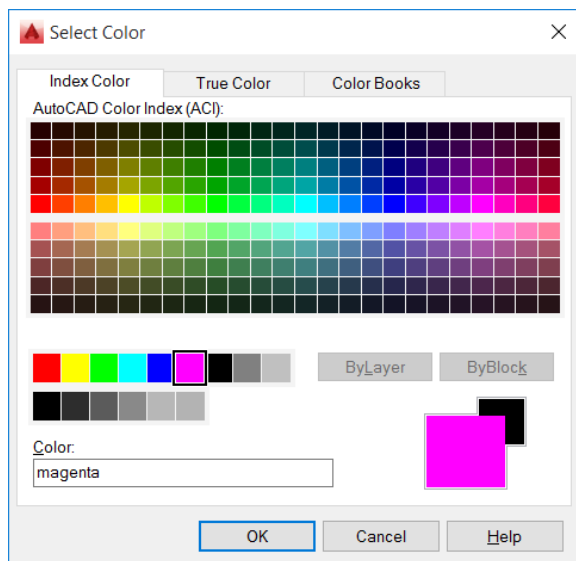 Select Color
Index Color True Color Color Books
AutoCAD Color Index (ACI):
ByLayer ByBlock
Color:
magenta
OK Cancel Help